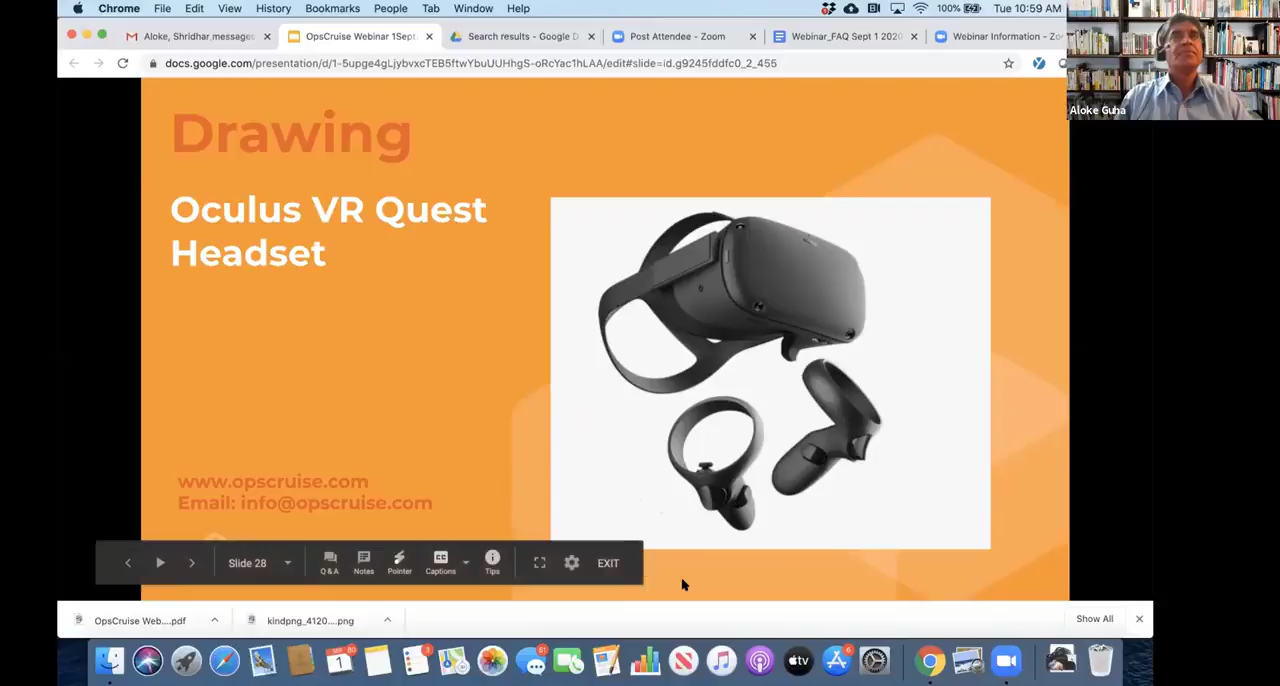 Chrome File Edit View History Bookmarks People Tab Window Help 100% Tue 10:59 AM
Aloke, Shridhar messages OpsCruise Webinar 1Sept. Search results - Google D Post Attendee - Zoom Webinar_FAQ Sept 1 2020 Webinar Information - Zo
docs.google.com/presentation/d/1-5upge4gLjybvxcTEB5ftwYbUUUHhgS-oRcYac1hLAA/edit#slide=id.g9245fddfc0_2_455
Aloke Guha
Drawing
Oculus VR Quest
Headset
www.opscruise.com
Email: info@opscruise.com
Slide 28 Q&A Notes Pointer Captions Tips EXIT
OpsCruise Web....pdf kindpng_4120....png Show All
tv